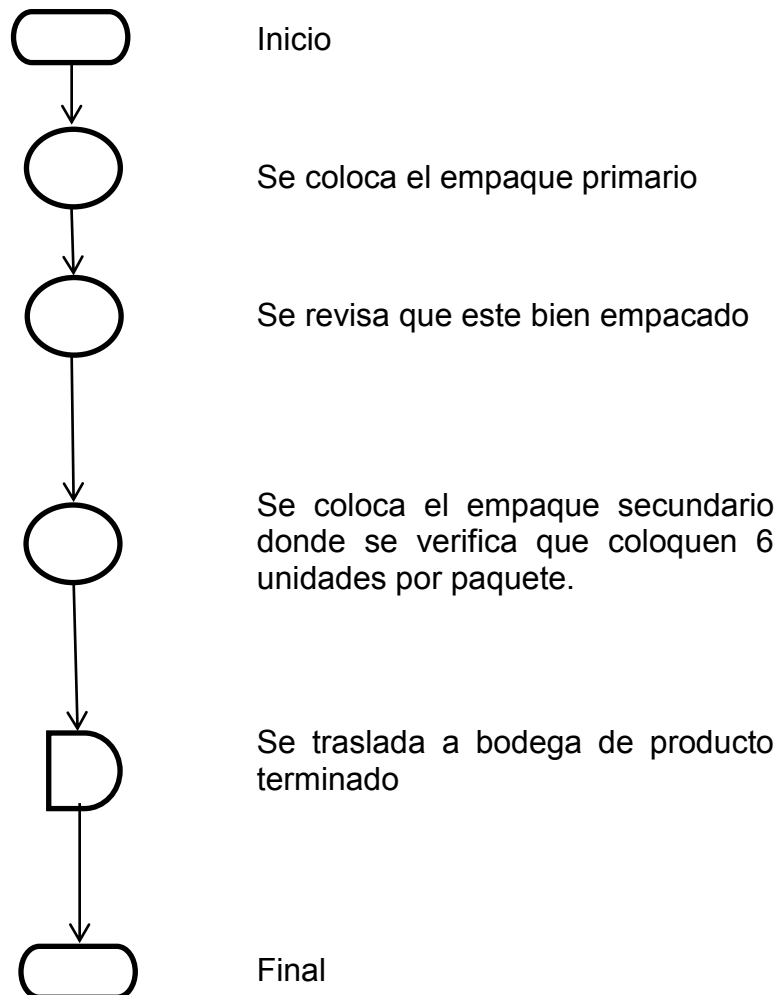 Inicio
Se coloca el empaque primario
Se revisa que este bien empacado
Se coloca el empaque secundario
donde se verifica que coloquen 6
unidades por paquete.
Se traslada a bodega de producto
terminado
Final